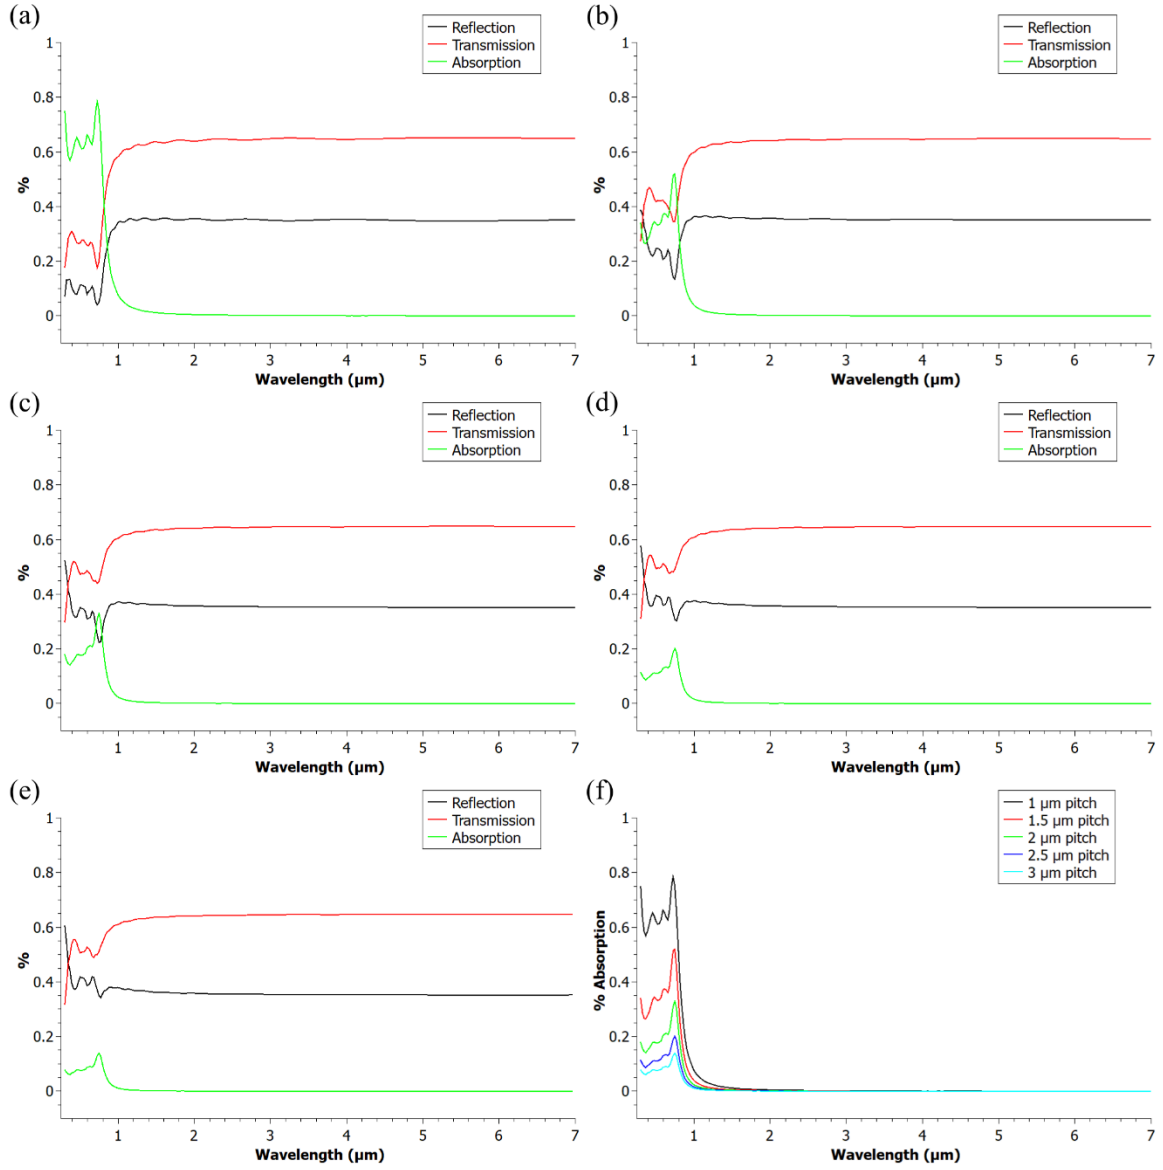 (a)
Reflection
Transmission
Absorption
1
0.8
0.6
0.4
0.2
0
%
1 2 3 4 5 6 7
Wavelength (μm)
(b)
Reflection
Transmission
Absorption
1
0.8
0.6
0.4
0.2
0
%
1 2 3 4 5 6 7
Wavelength (μm)
(c)
Reflection
Transmission
Absorption
1
0.8
0.6
0.4
0.2
0
%
1 2 3 4 5 6 7
Wavelength (μm)
(d)
Reflection
Transmission
Absorption
1
0.8
0.6
0.4
0.2
0
%
1 2 3 4 5 6 7
Wavelength (μm)
(e)
Reflection
Transmission
Absorption
1
0.8
0.6
0.4
0.2
0
%
1 2 3 4 5 6 7
Wavelength (μm)
(f)
1 μm pitch
1.5 μm pitch
2 μm pitch
2.5 μm pitch
3 μm pitch
1
0.8
0.6
0.4
0.2
0
% Absorption
1 2 3 4 5 6 7
Wavelength (μm)